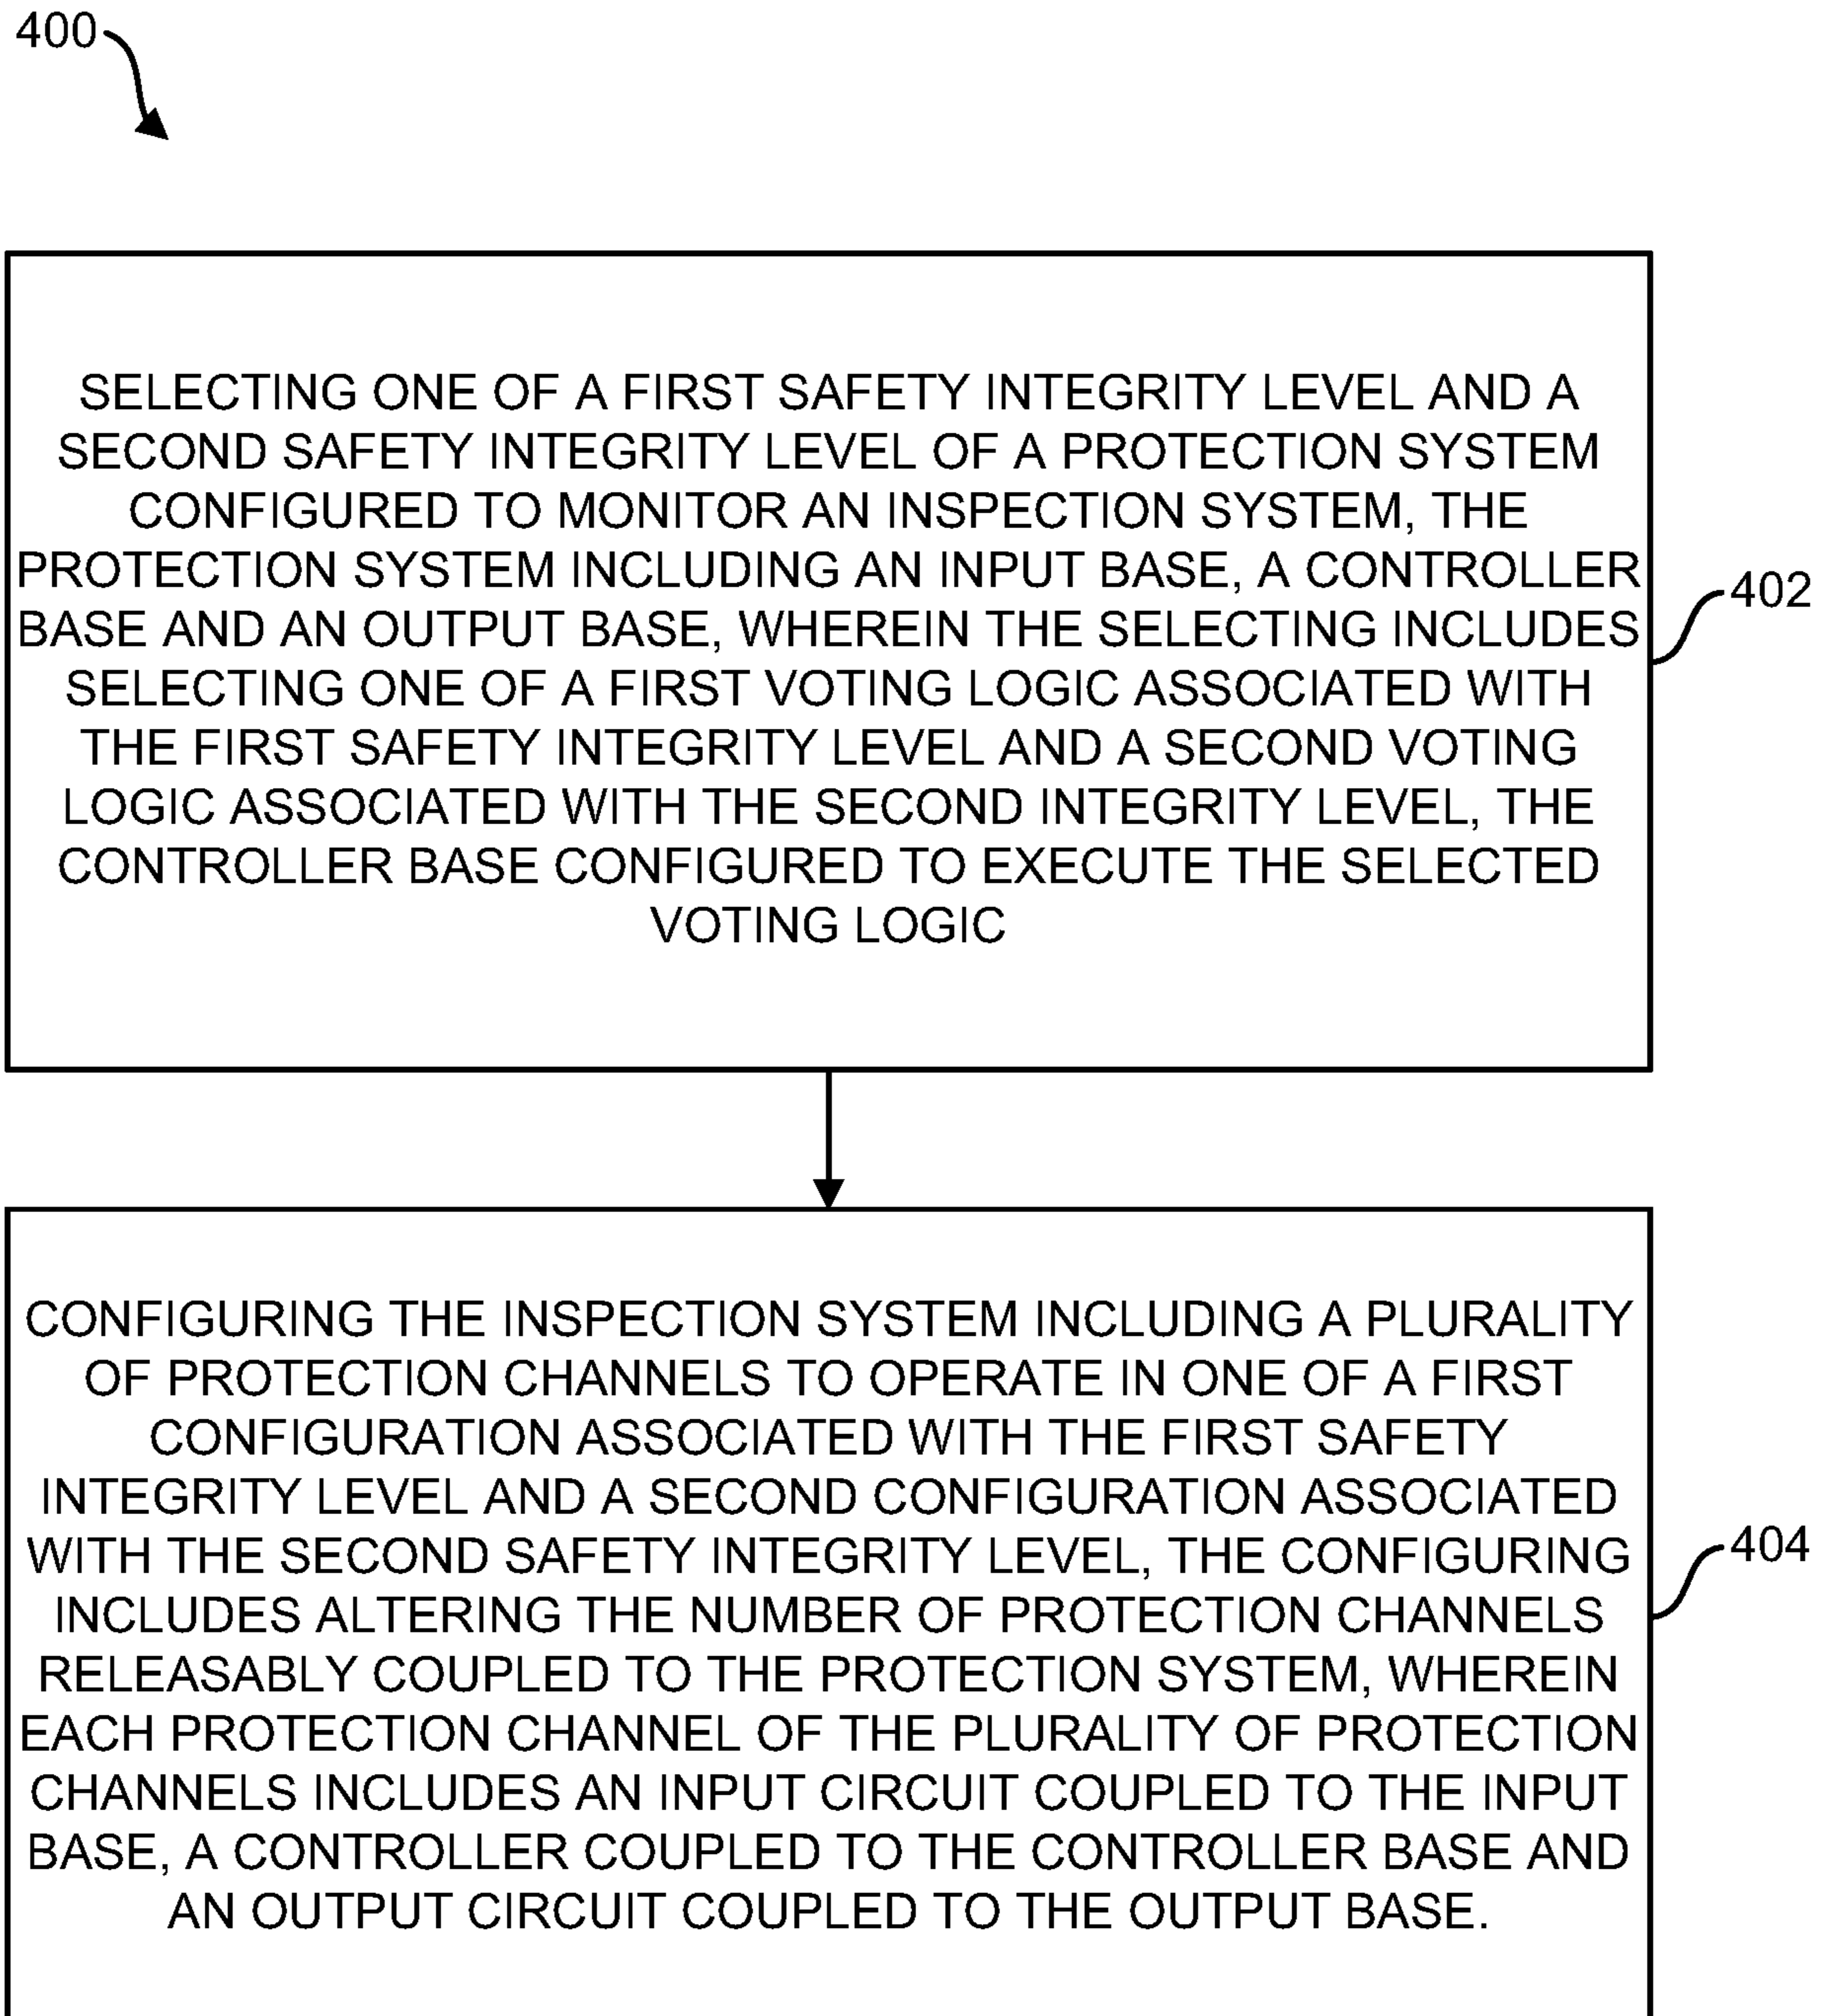 400
SELECTING ONE OF A FIRST SAFETY INTEGRITY LEVEL AND A
SECOND SAFETY INTEGRITY LEVEL OF A PROTECTION SYSTEM
CONFIGURED TO MONITOR AN INSPECTION SYSTEM, THE
PROTECTION SYSTEM INCLUDING AN INPUT BASE, A CONTROLLER
BASE AND AN OUTPUT BASE, WHEREIN THE SELECTING INCLUDES
SELECTING ONE OF A FIRST VOTING LOGIC ASSOCIATED WITH
THE FIRST SAFETY INTEGRITY LEVEL AND A SECOND VOTING
LOGIC ASSOCIATED WITH THE SECOND INTEGRITY LEVEL, THE
CONTROLLER BASE CONFIGURED TO EXECUTE THE SELECTED
VOTING LOGIC
402
CONFIGURING THE INSPECTION SYSTEM INCLUDING A PLURALITY
OF PROTECTION CHANNELS TO OPERATE IN ONE OF A FIRST
CONFIGURATION ASSOCIATED WITH THE FIRST SAFETY
INTEGRITY LEVEL AND A SECOND CONFIGURATION ASSOCIATED
WITH THE SECOND SAFETY INTEGRITY LEVEL, THE CONFIGURING
INCLUDES ALTERING THE NUMBER OF PROTECTION CHANNELS
RELEASABLY COUPLED TO THE PROTECTION SYSTEM, WHEREIN
EACH PROTECTION CHANNEL OF THE PLURALITY OF PROTECTION
CHANNELS INCLUDES AN INPUT CIRCUIT COUPLED TO THE INPUT
BASE, A CONTROLLER COUPLED TO THE CONTROLLER BASE AND
AN OUTPUT CIRCUIT COUPLED TO THE OUTPUT BASE.
404